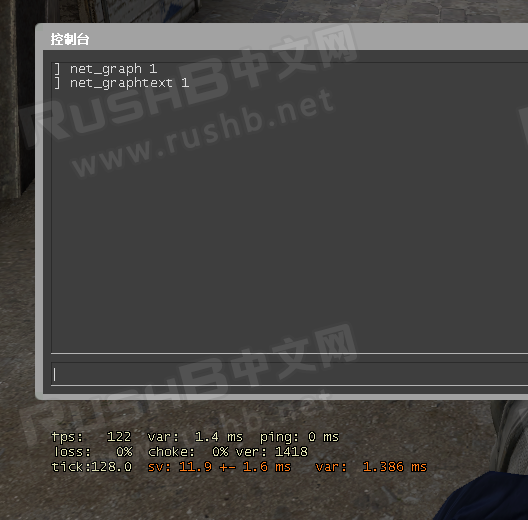 控制台
] net_graph 1
] net_graphtext 1
RUSHB中文网
www.rushb.net
RUSHB中文网
www.rushb.net
fps: 122 var: 1.4 ms ping: 0 ms
loss: 0% choke: 0% ver: 1418
tick:128.0 sv: 11.9 +- 1.6 ms var: 1.386 ms